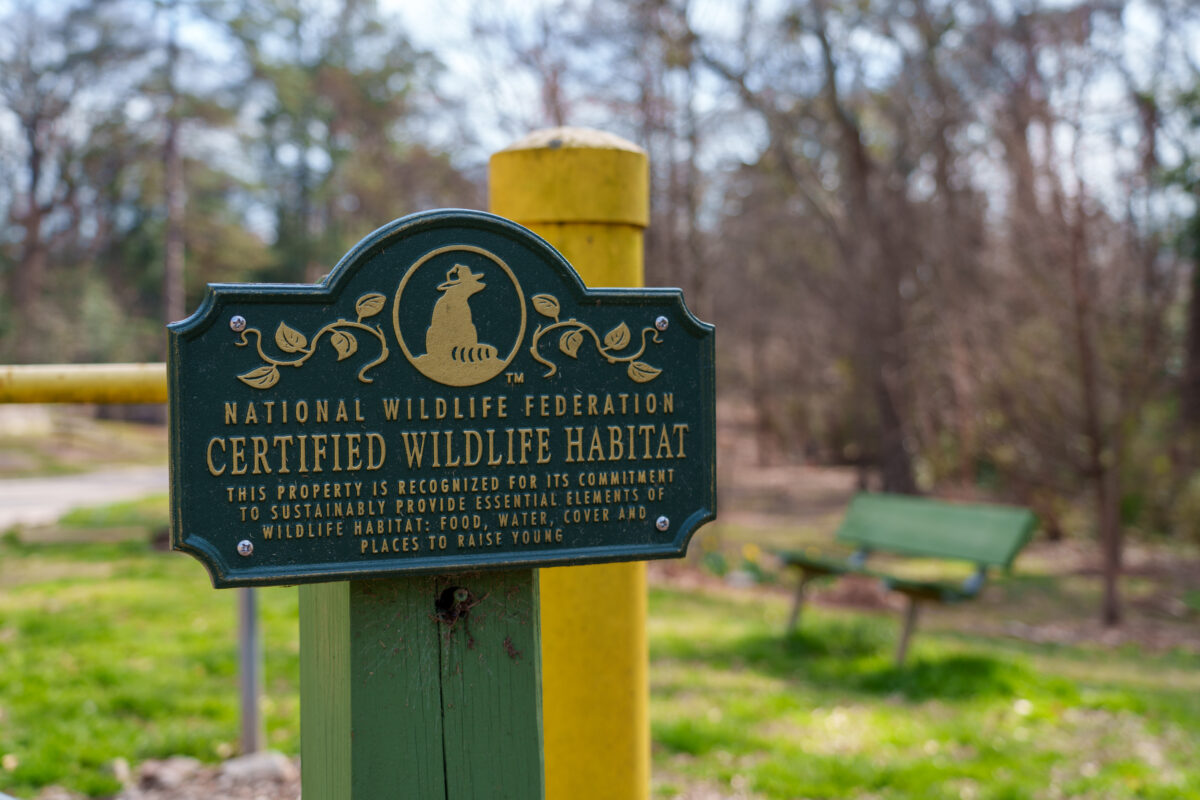 TM
NATIONAL WILDLIFE FEDERATION
CERTIFIED WILDLIFE HABITAT
THIS PROPERTY IS RECOGNIZED FOR ITS COMMITMENT
TO SUSTAINABLY PROVIDE ESSENTIAL ELEMENTS OF
WILDLIFE HABITAT: FOOD, WATER, COVER AND
PLACES TO RAISE YOUNG